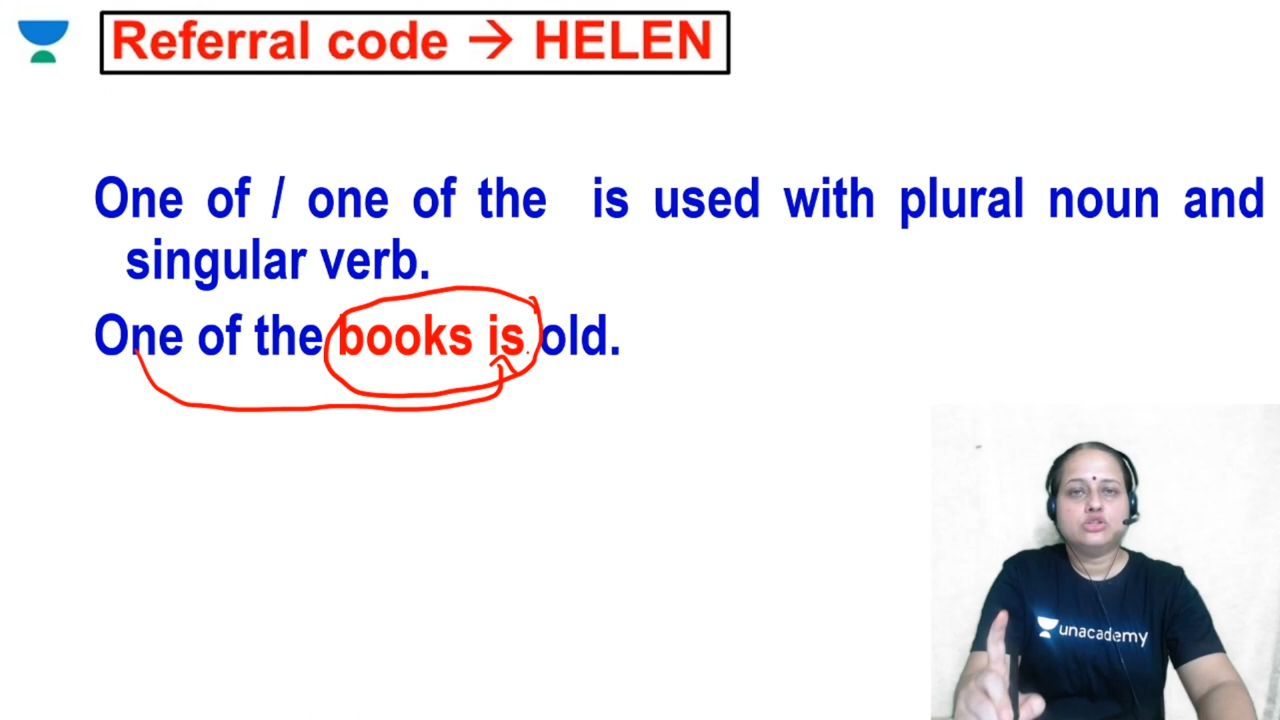 Referral code → HELEN
One of / one of the is used with plural noun and
singular verb.
One of the books is old.
unacademy